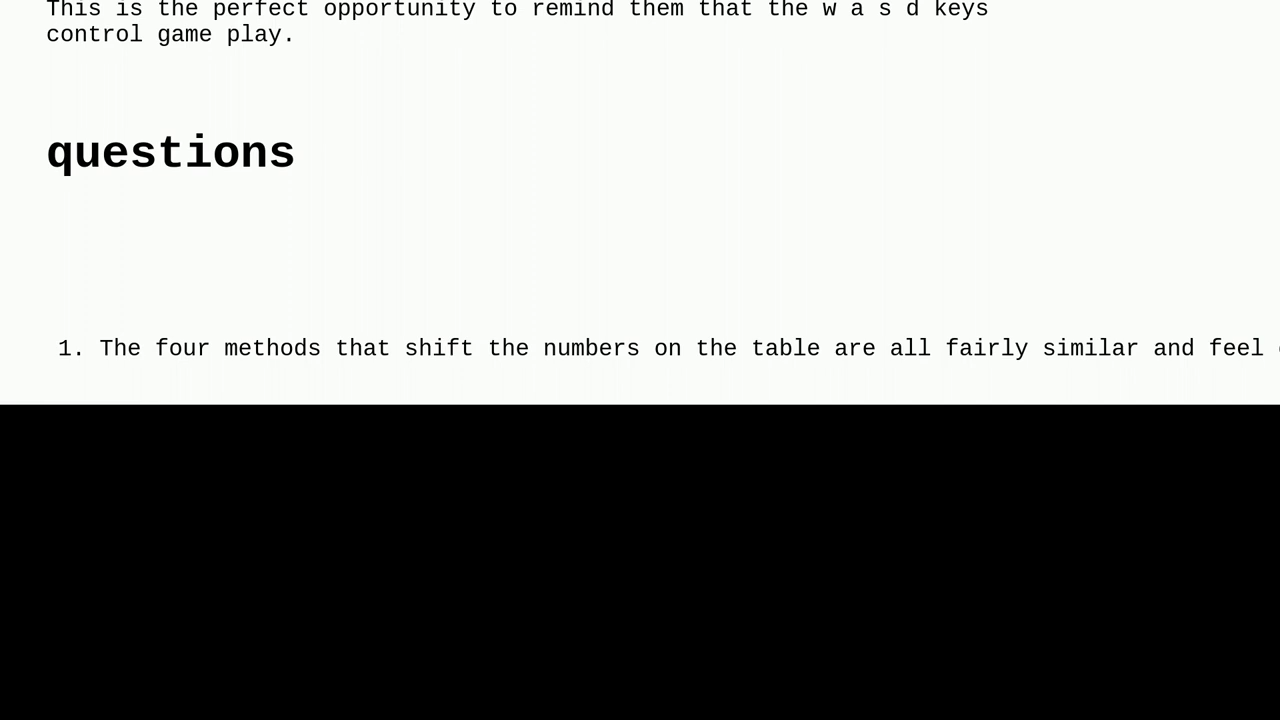 This is the perfect opportunity to remind them that the w a s d keys
control game play.
questions
1. The four methods that shift the numbers on the table are all fairly similar and feel